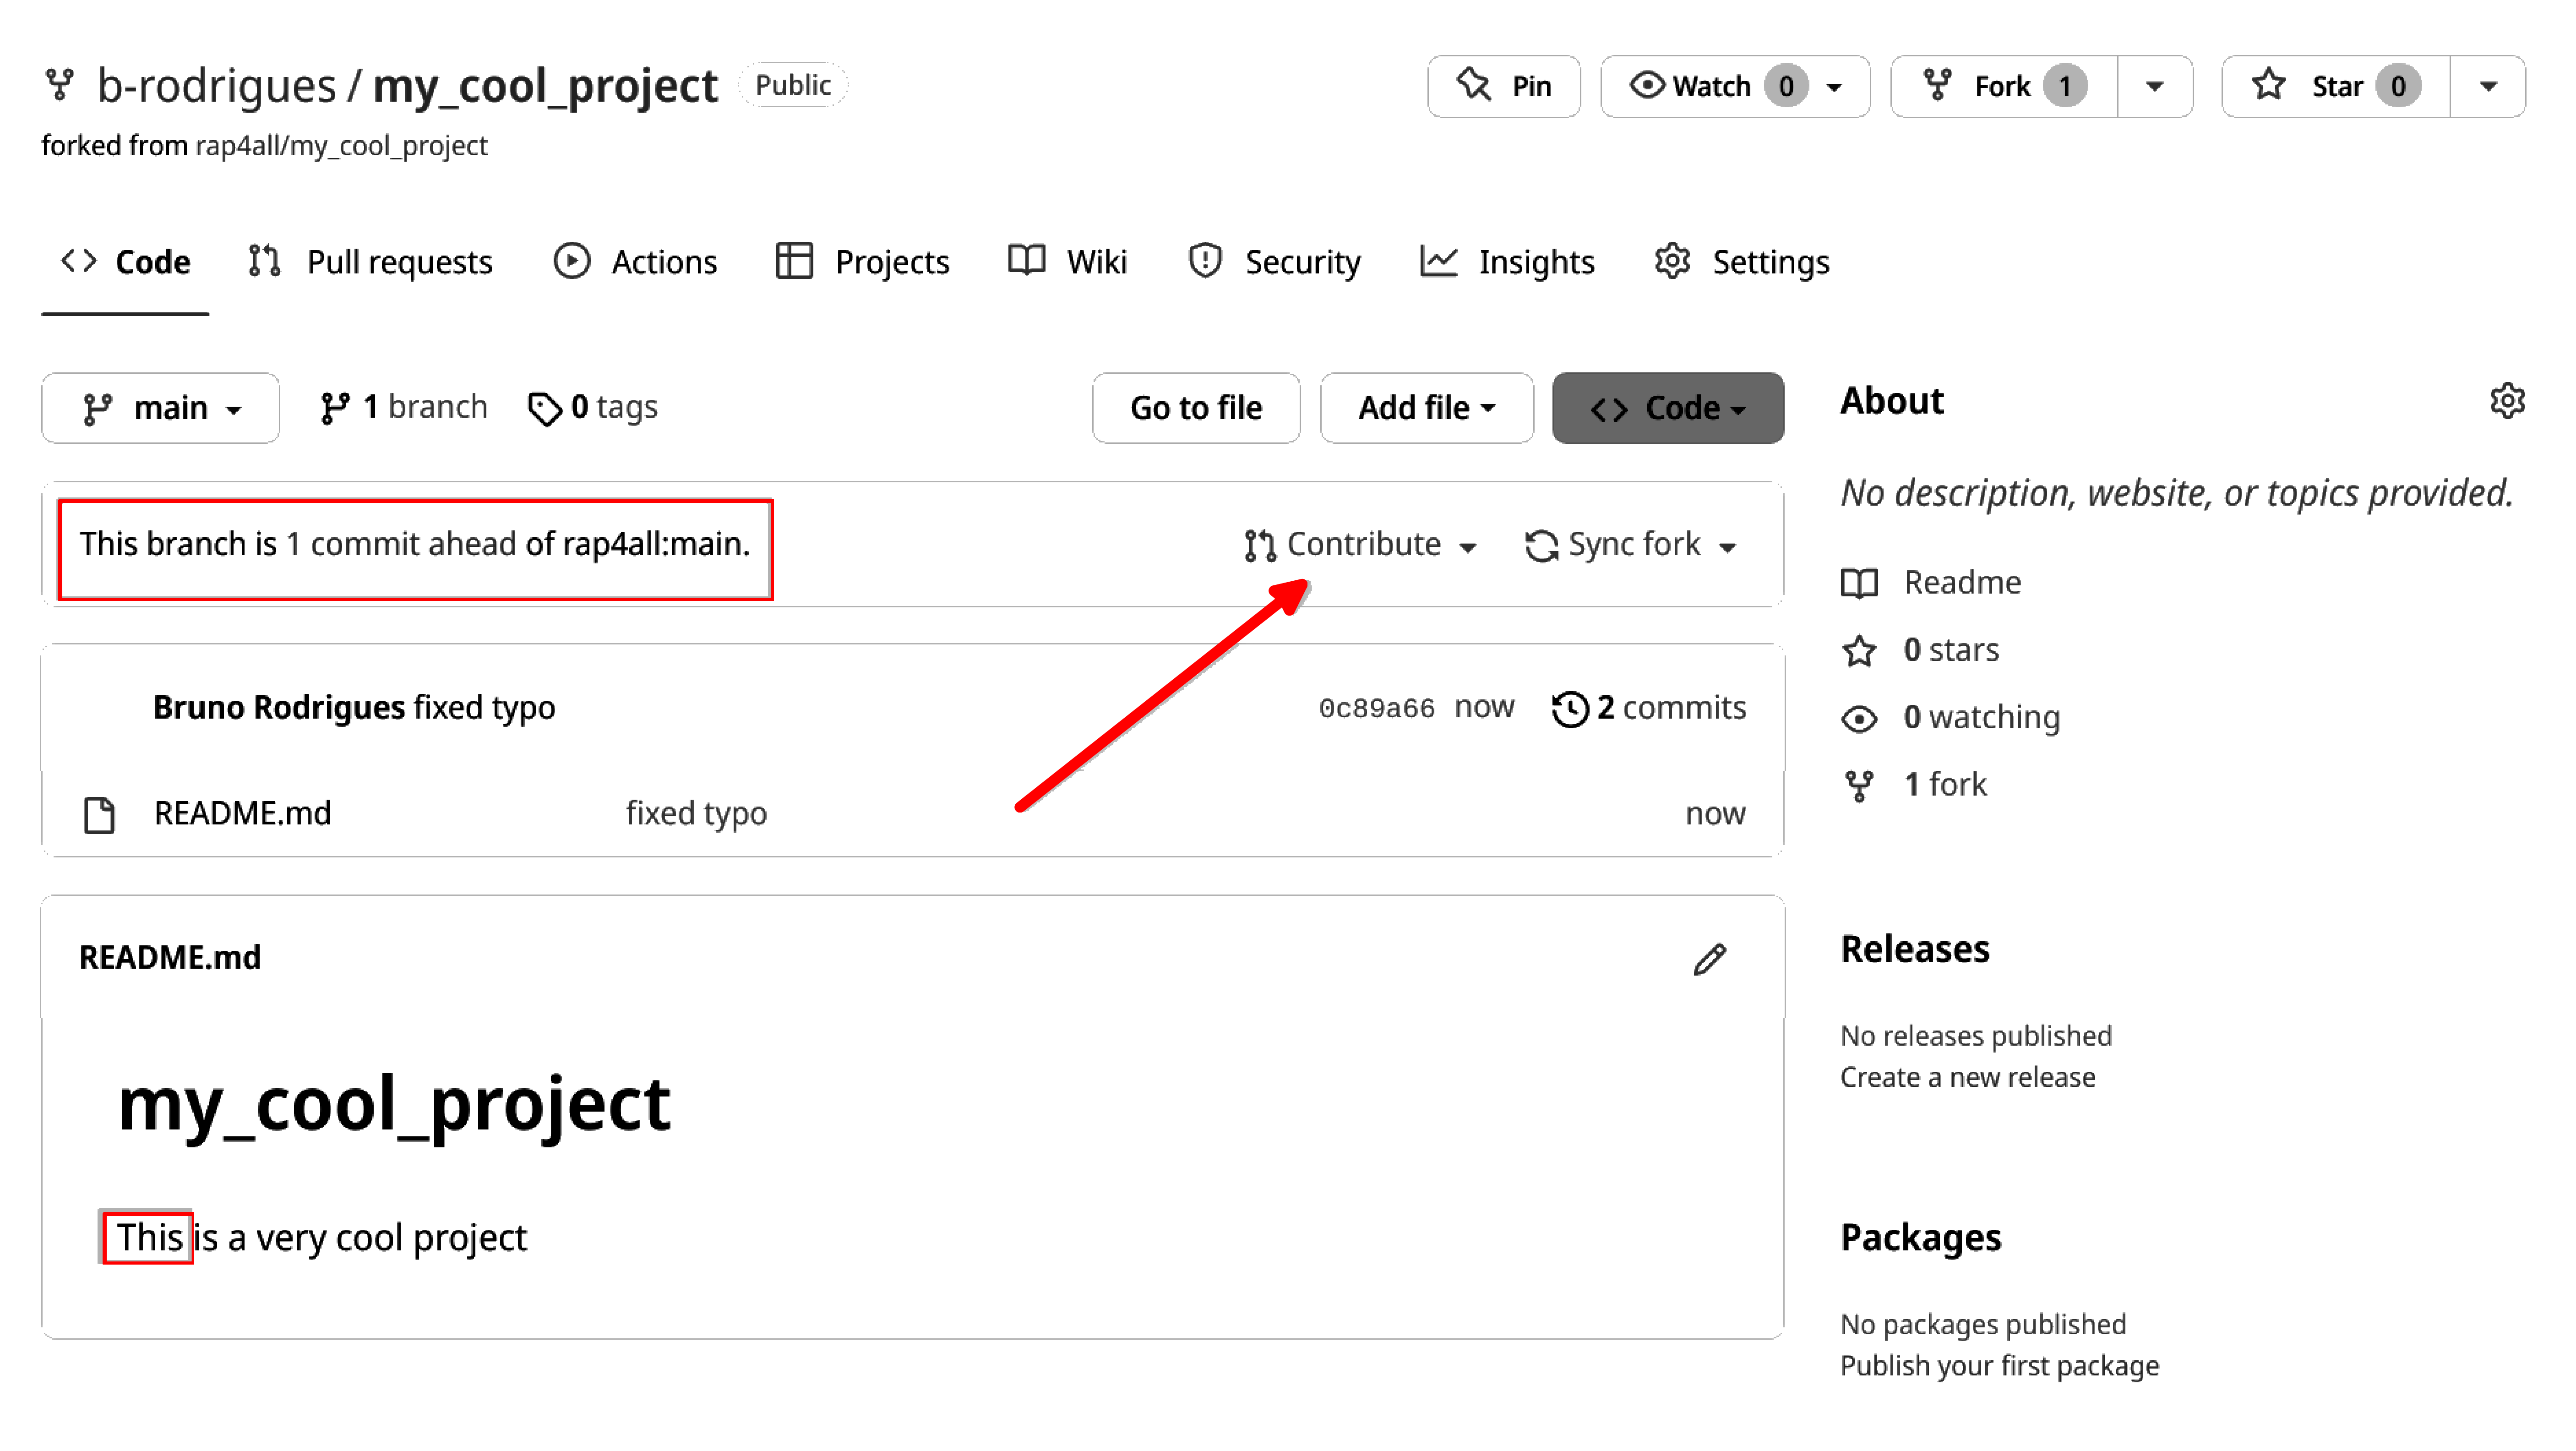 b-rodrigues / my_cool_project Public
Pin Watch 0 Fork 1 Star 0
forked from rap4all/my_cool_project
Code Pull requests Actions Projects Wiki Security Insights Settings
main 1 branch 0 tags Go to file Add file Code
This branch is 1 commit ahead of rap4all:main. Contribute Sync fork
Bruno Rodrigues fixed typo 0c89a66 now 2 commits
README.md fixed typo now
README.md
my_cool_project
This is a very cool project
About
No description, website, or topics provided.
Readme
0 stars
0 watching
1 fork
Releases
No releases published
Create a new release
Packages
No packages published
Publish your first package